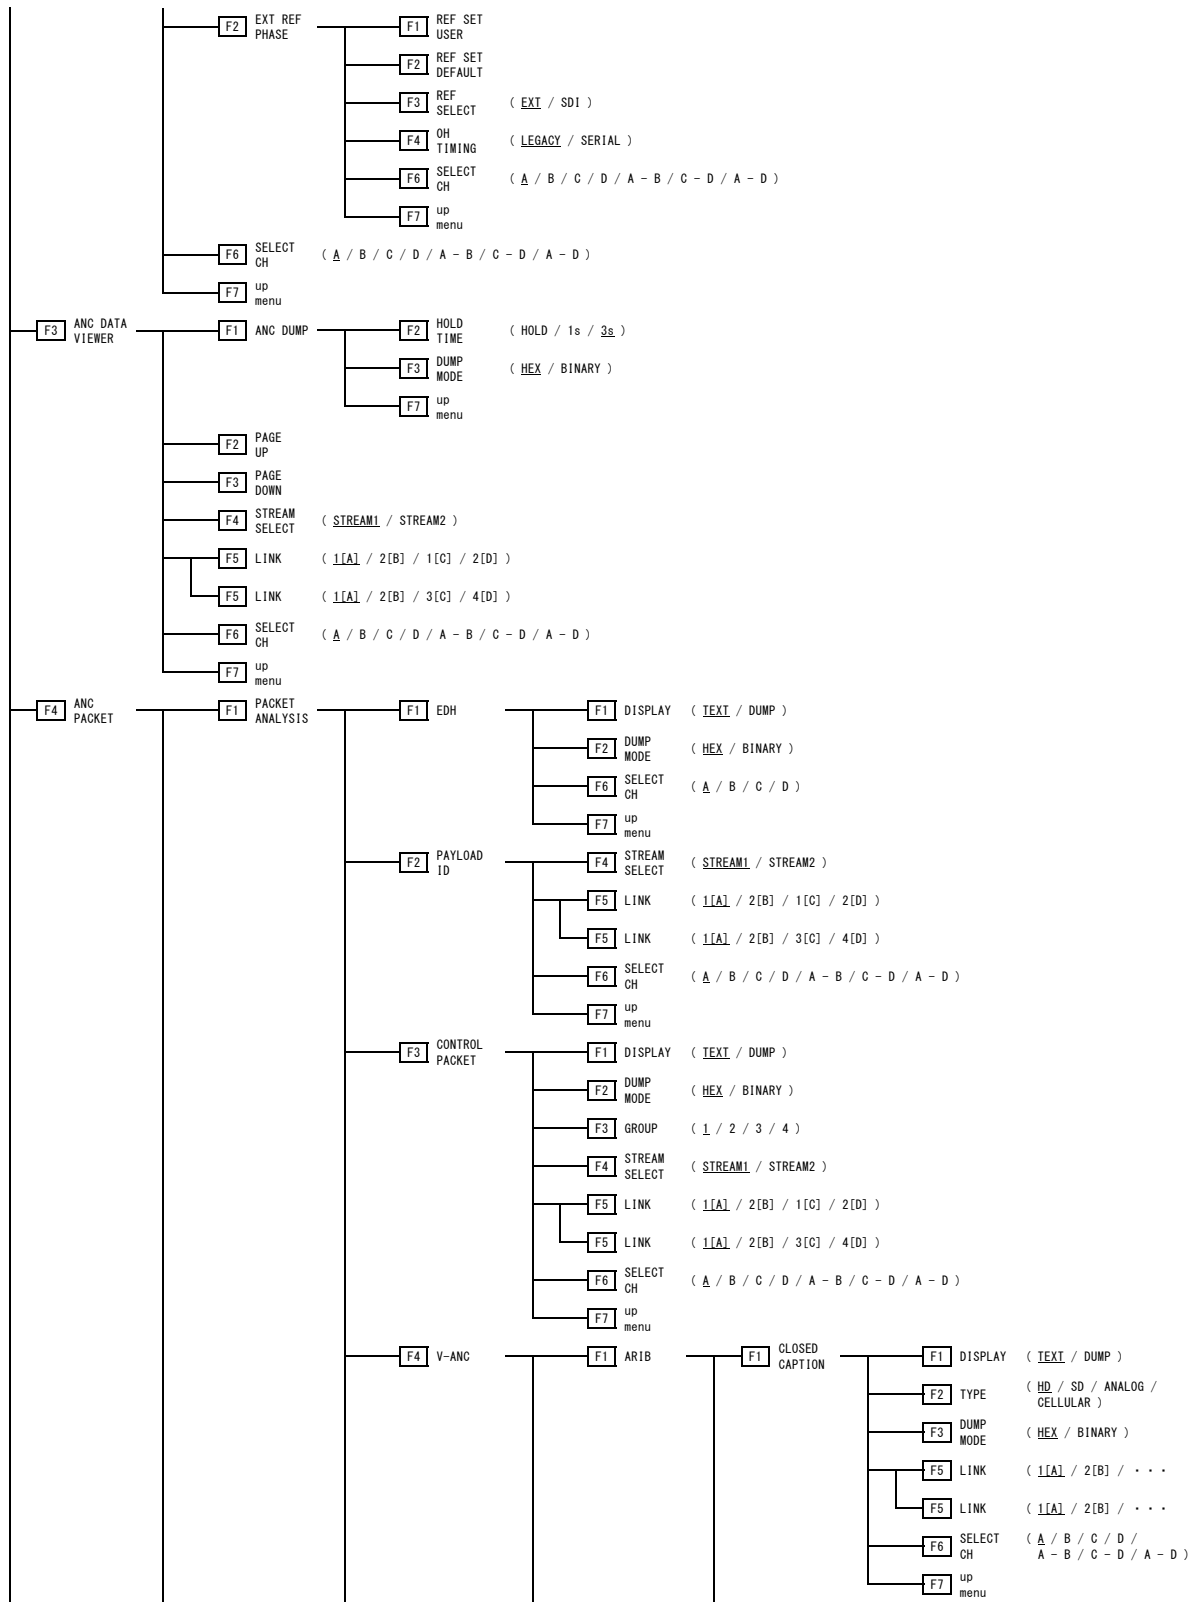 F2 EXT REF PHASE F1 REF SET USER
F2 REF SET DEFAULT
F3 REF SELECT ( EXT / SDI )
F4 OH TIMING ( LEGACY / SERIAL )
F6 SELECT CH ( A / B / C / D / A - B / C - D / A - D )
F7 up menu
F6 SELECT CH ( A / B / C / D / A - B / C - D / A - D )
F7 up menu
F3 ANC DATA VIEWER F1 ANC DUMP F2 HOLD TIME ( HOLD / 1s / 3s )
F3 DUMP MODE ( HEX / BINARY )
F7 up menu
F2 PAGE UP
F3 PAGE DOWN
F4 STREAM SELECT ( STREAM1 / STREAM2 )
F5 LINK ( 1[A] / 2[B] / 1[C] / 2[D] )
F5 LINK ( 1[A] / 2[B] / 3[C] / 4[D] )
F6 SELECT CH ( A / B / C / D / A - B / C - D / A - D )
F7 up menu
F4 ANC PACKET F1 PACKET ANALYSIS F1 EDH F1 DISPLAY ( TEXT / DUMP )
F2 DUMP MODE ( HEX / BINARY )
F6 SELECT CH ( A / B / C / D )
F7 up menu
F2 PAYLOAD ID F4 STREAM SELECT ( STREAM1 / STREAM2 )
F5 LINK ( 1[A] / 2[B] / 1[C] / 2[D] )
F5 LINK ( 1[A] / 2[B] / 3[C] / 4[D] )
F6 SELECT CH ( A / B / C / D / A - B / C - D / A - D )
F7 up menu
F3 CONTROL PACKET F1 DISPLAY ( TEXT / DUMP )
F2 DUMP MODE ( HEX / BINARY )
F3 GROUP ( 1 / 2 / 3 / 4 )
F4 STREAM SELECT ( STREAM1 / STREAM2 )
F5 LINK ( 1[A] / 2[B] / 1[C] / 2[D] )
F5 LINK ( 1[A] / 2[B] / 3[C] / 4[D] )
F6 SELECT CH ( A / B / C / D / A - B / C - D / A - D )
F7 up menu
F4 V-ANC F1 ARIB F1 CLOSED CAPTION F1 DISPLAY ( TEXT / DUMP )
F2 TYPE ( HD / SD / ANALOG / CELLULAR )
F3 DUMP MODE ( HEX / BINARY )
F5 LINK ( 1[A] / 2[B] / ・・・
F5 LINK ( 1[A] / 2[B] / ・・・
F6 SELECT CH ( A / B / C / D / A - B / C - D / A - D )
F7 up menu